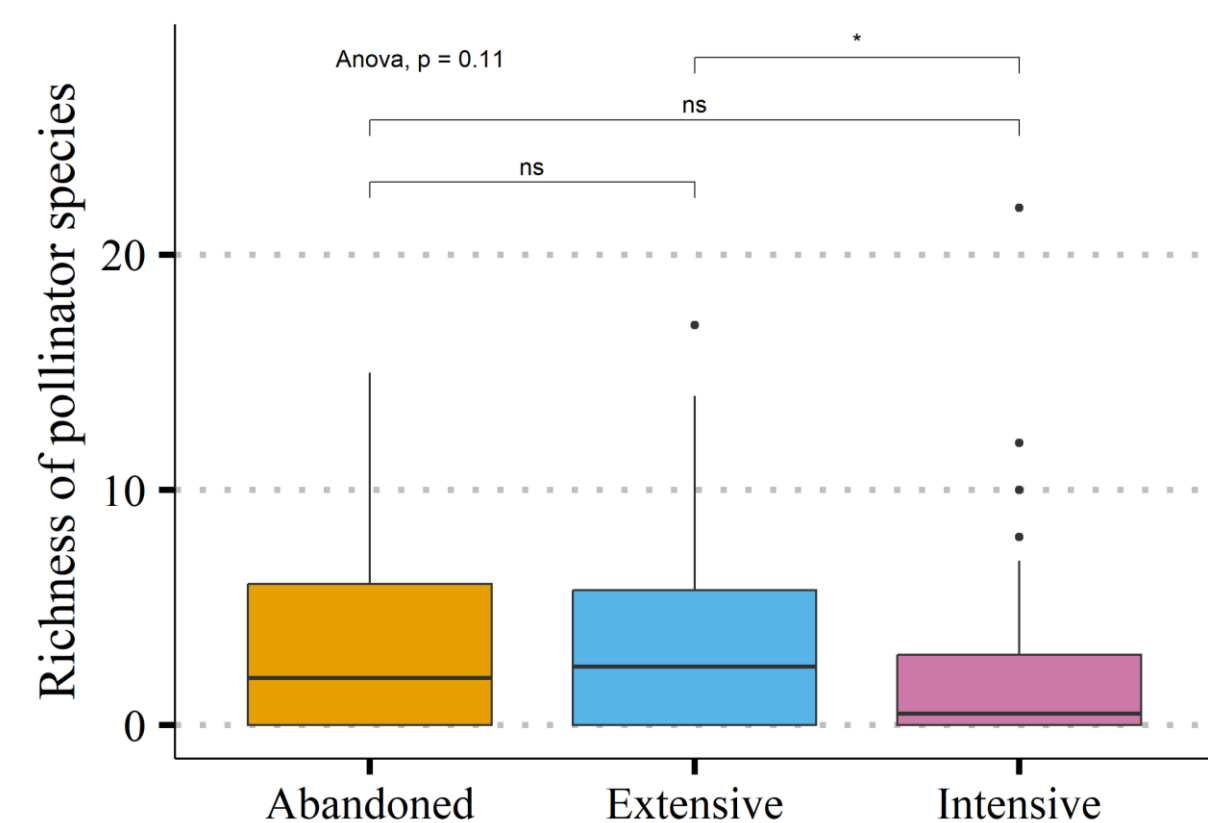 *
Anova, p = 0.11
ns
ns
Richness of pollinator species
20
10
0
Abandoned Extensive Intensive